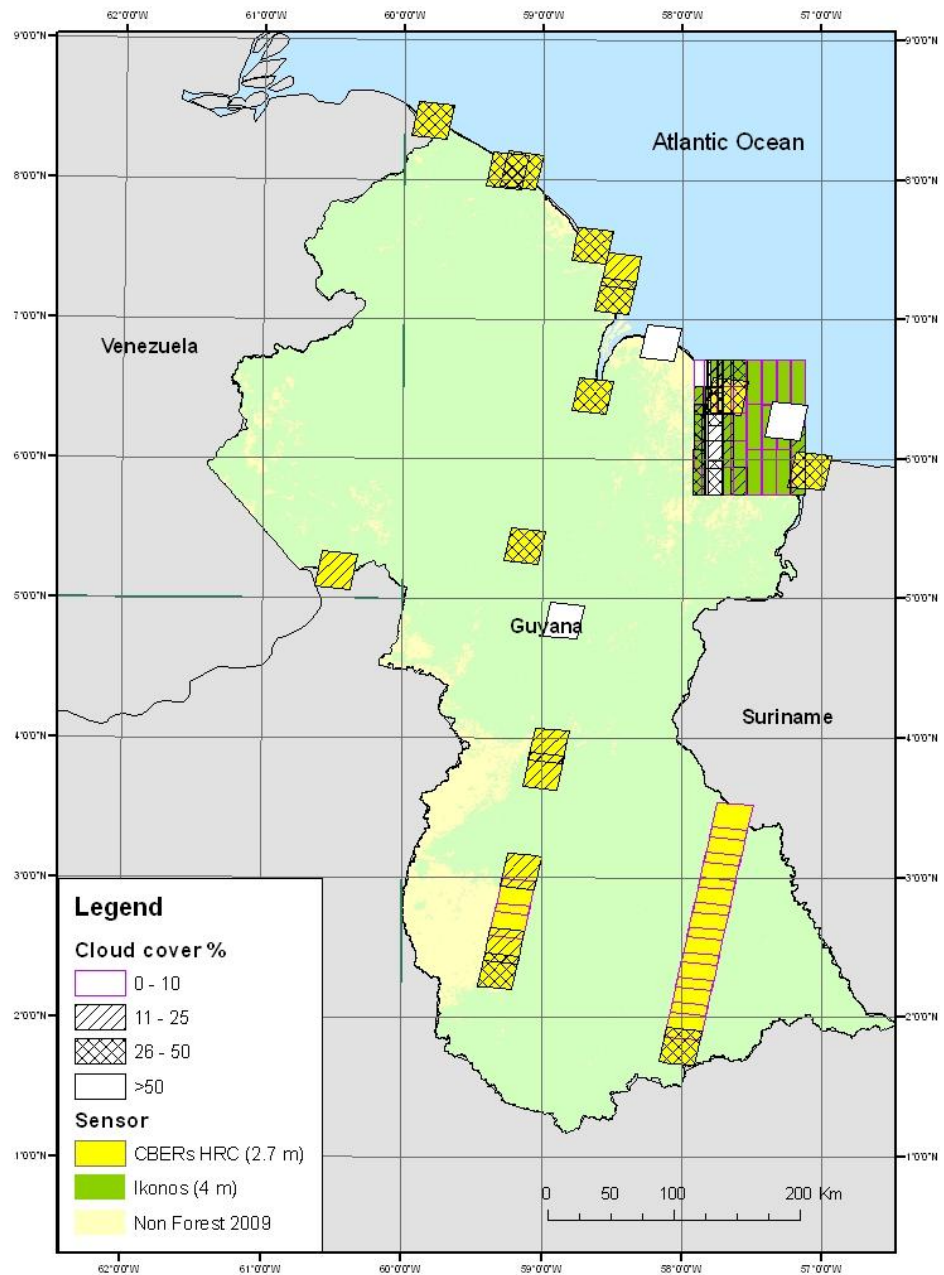 62°0'0"W 61°0'0"W 60°0'0"W 59°0'0"W 58°0'0"W 57°0'0"W
9°0'0"N 9°0'0"N
Atlantic Ocean
8°0'0"N 8°0'0"N
7°0'0"N 7°0'0"N
Venezuela
6°0'0"N 6°0'0"N
5°0'0"N 5°0'0"N
Guyana
Suriname
4°0'0"N 4°0'0"N
3°0'0"N 3°0'0"N
Legend
Cloud cover %
0 - 10
11 - 25
26 - 50
>50
2°0'0"N
Sensor
CBERs HRC (2.7 m)
1°0'0"N 1°0'0"N
Ikonos (4 m)
0 50 100 200 Km
Non Forest 2009
62°0'0"W 61°0'0"W 60°0'0"W 59°0'0"W 58°0'0"W 57°0'0"W